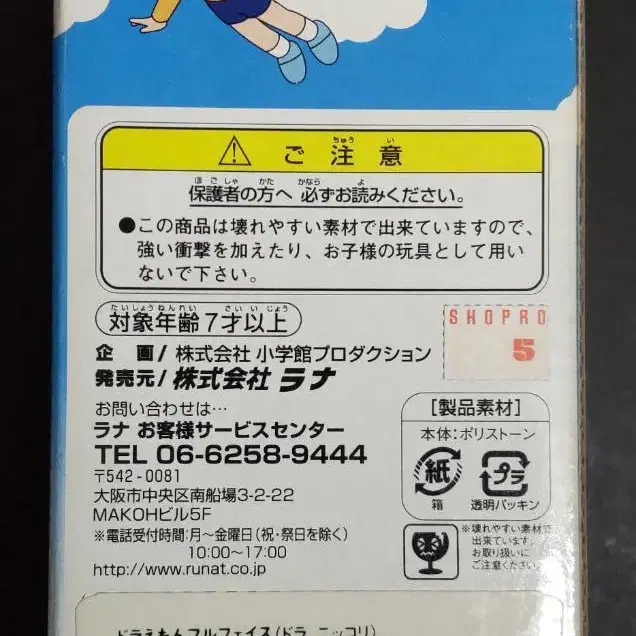 ご注意
保護者の方へ 必ずお読みください。
●この商品は壊れやすい素材で出来ていますので、
強い衝撃を加えたり、お子様の玩具として用い
ないで下さい。
対象年齢7才以上
企 画/株式会社 小学館プロダクション
発売元/株式会社 ラナ
SHOPRO
5
お問い合わせは…
ラナ お客様サービスセンター
TEL 06-6258-9444
〒542-0081
大阪市中央区南船場3-2-22
MAKOHビル5F
※電話受付時間:月〜金曜日(祝・祭日を除く)
10:00〜17:00
http://www.runat.co.jp
[製品素材]
本体:ポリストーン
紙 プラ
箱 透明パッキン
※壊れやすい素材で
出来ています。
お取り扱いに
ご注意ください。
ドラえもんフルフェイス(ドラ ニッコリ)